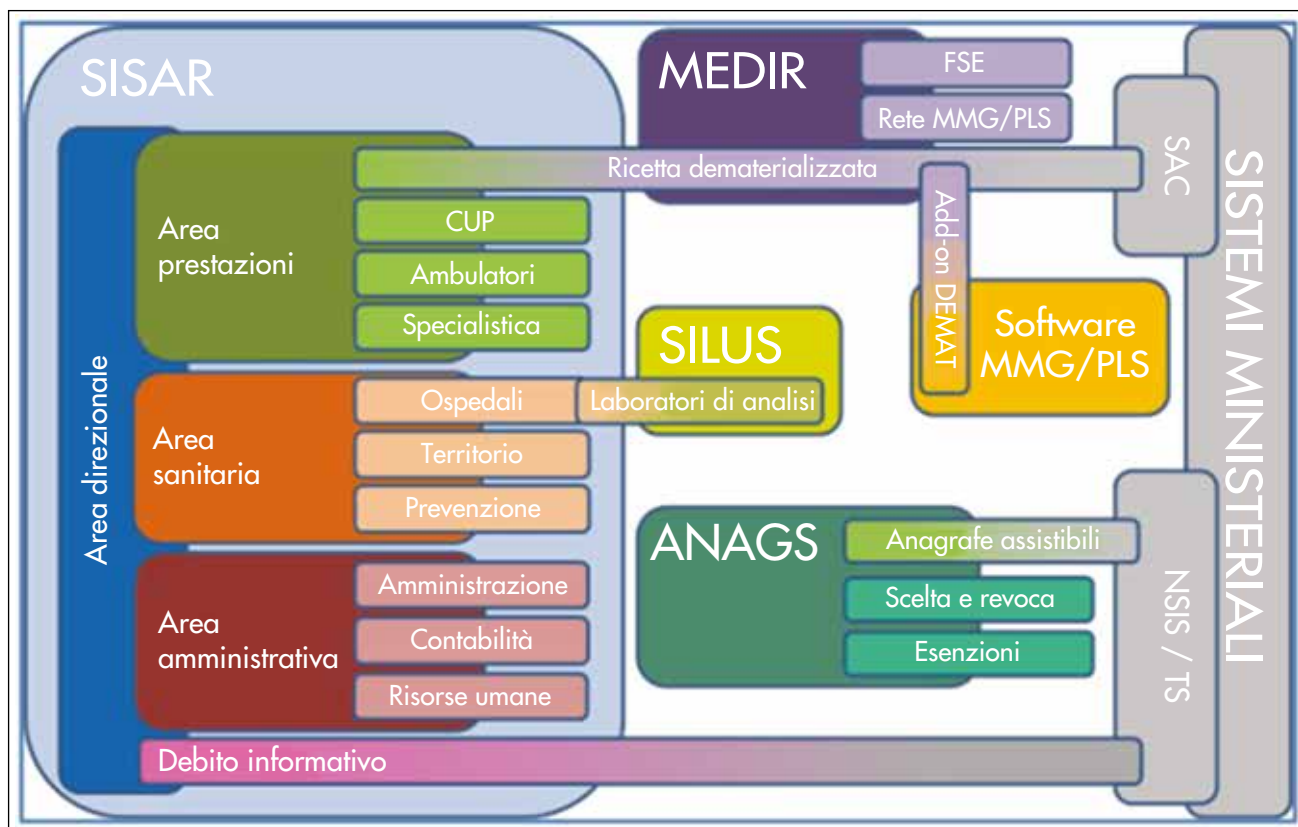 SISAR
Area direzionale
Area
prestazioni
Ricetta dematerializzata
CUP
Ambulatori
Specialistica
Area
sanitaria
Ospedali
Laboratori di analisi
Territorio
Prevenzione
Area
amministrativa
Amministrazione
Contabilità
Risorse umane
Debito informativo
MEDIR
FSE
Rete MMG/PLS
Add-on DEMAT
SILUS
Software
MMG/PLS
ANAGS
Anagrafe assistibili
Scelta e revoca
Esenzioni
SAC
NSIS / TS
SISTEMI MINISTERIALI